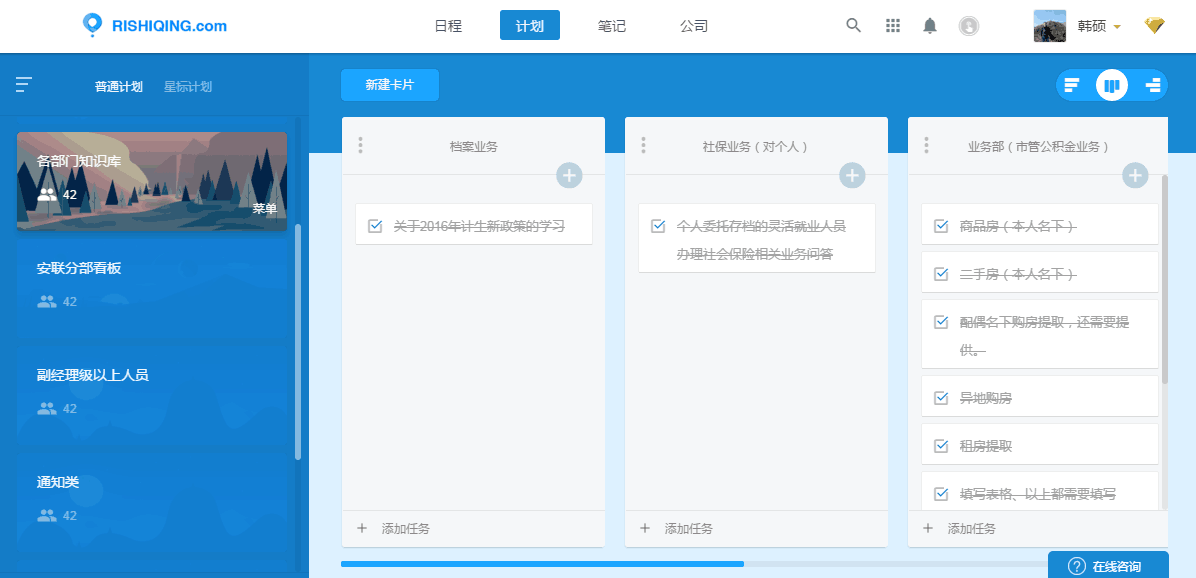 RISHIQING.com
日程
计划
笔记
公司
韩硕
普通计划
星标计划
新建卡片
各部门知识库
42
菜单
安联分部看板
42
副经理级以上人员
42
通知类
42
档案业务
关于2016年计生新政策的学习
添加任务
社保业务（对个人）
个人委托存档的灵活就业人员
办理社会保险相关业务问答
添加任务
业务部（市管公积金业务）
商品房（本人名下）
二手房（本人名下）
配偶名下购房提取，还需要提
供。
异地购房
租房提取
填写表格、以上都需要填写
添加任务
在线咨询